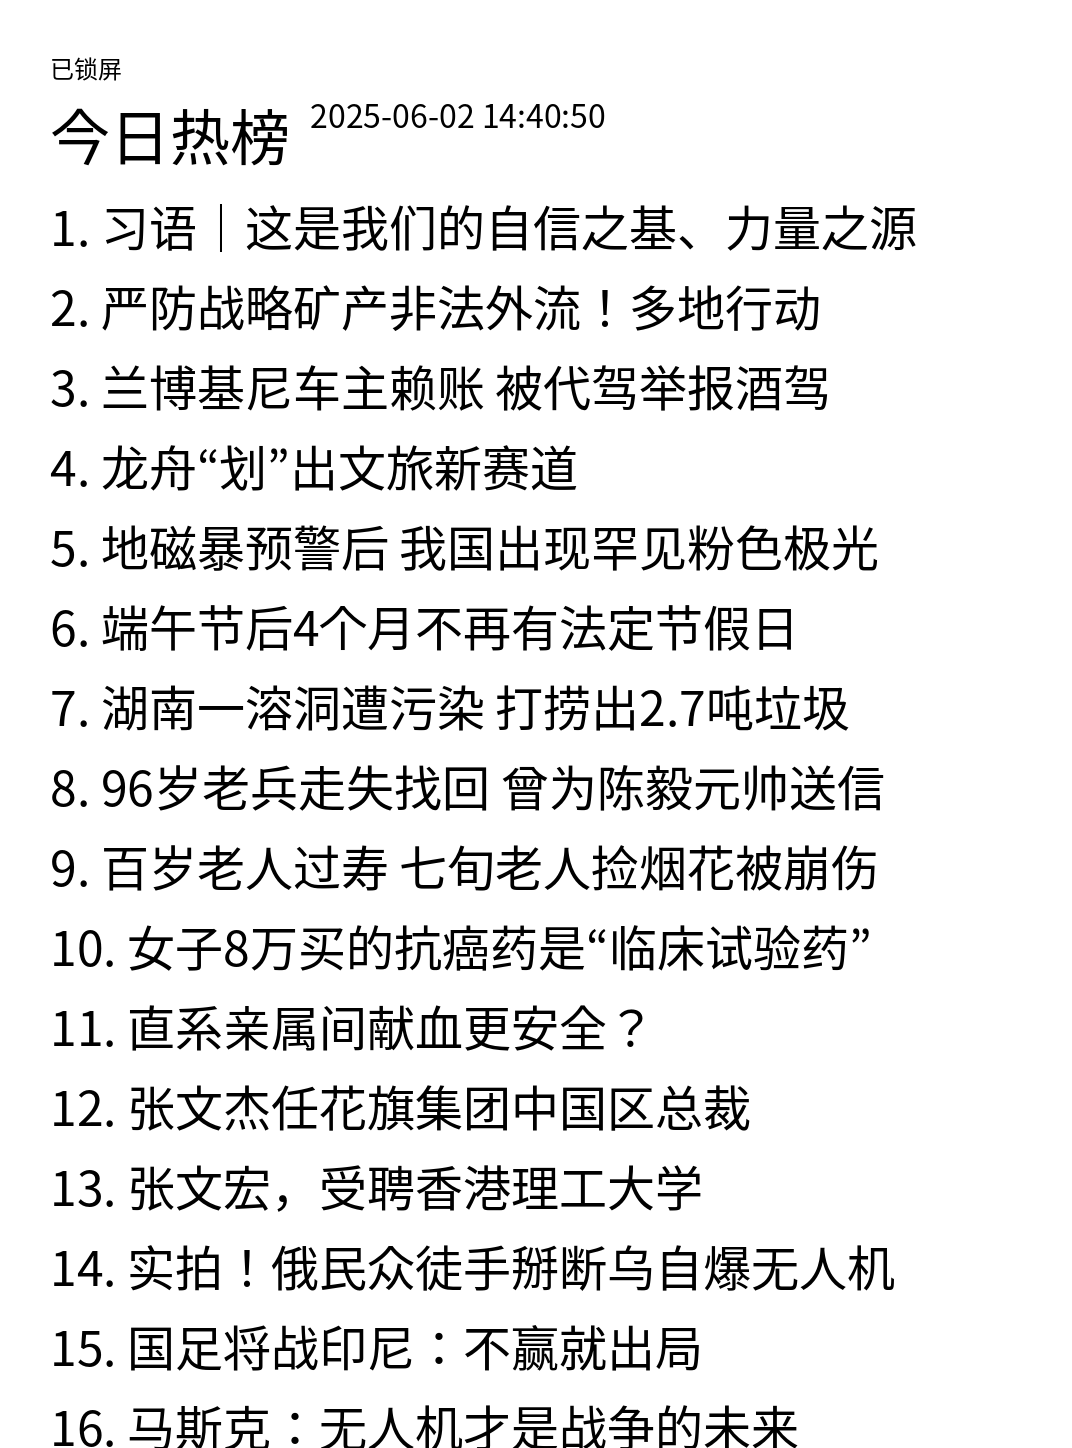 已锁屏
今日热榜 2025-06-02 14:40:50
1. 习语｜这是我们的自信之基、力量之源
2. 严防战略矿产非法外流！多地行动
3. 兰博基尼车主赖账 被代驾举报酒驾
4. 龙舟“划”出文旅新赛道
5. 地磁暴预警后 我国出现罕见粉色极光
6. 端午节后4个月不再有法定节假日
7. 湖南一溶洞遭污染 打捞出2.7吨垃圾
8. 96岁老兵走失找回 曾为陈毅元帅送信
9. 百岁老人过寿 七旬老人捡烟花被崩伤
10. 女子8万买的抗癌药是“临床试验药”
11. 直系亲属间献血更安全？
12. 张文杰任花旗集团中国区总裁
13. 张文宏，受聘香港理工大学
14. 实拍！俄民众徒手掰断乌自爆无人机
15. 国足将战印尼：不赢就出局
16. 马斯克：无人机才是战争的未来